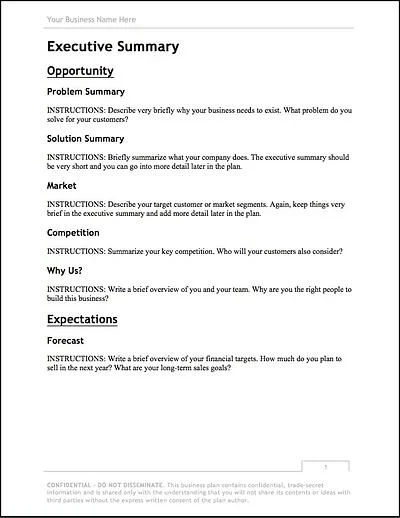 Your Business Name Here
Executive Summary
Opportunity
Problem Summary
INSTRUCTIONS: Describe very briefly why your business needs to exist. What problem do you
solve for your customers?
Solution Summary
INSTRUCTIONS: Briefly summarize what your company does. The executive summary should
be very short and you can go into more detail later in the plan.
Market
INSTRUCTIONS: Describe your target customer or market segments. Again, keep things very
brief in the executive summary and add more detail later in the plan.
Competition
INSTRUCTIONS: Summarize your key competition. Who will your customers also consider?
Why Us?
INSTRUCTIONS: Write a brief overview of you and your team. Why are you the right people to
build this business?
Expectations
Forecast
INSTRUCTIONS: Write a brief overview of your financial targets. How much do you plan to
sell in the next year? What are your long-term sales goals?
1
CONFIDENTIAL - DO NOT DISSEMINATE. This business plan contains confidential, trade-secret
information and is shared only with the understanding that you will not share its contents or ideas with
third parties without the express written consent of the plan author.